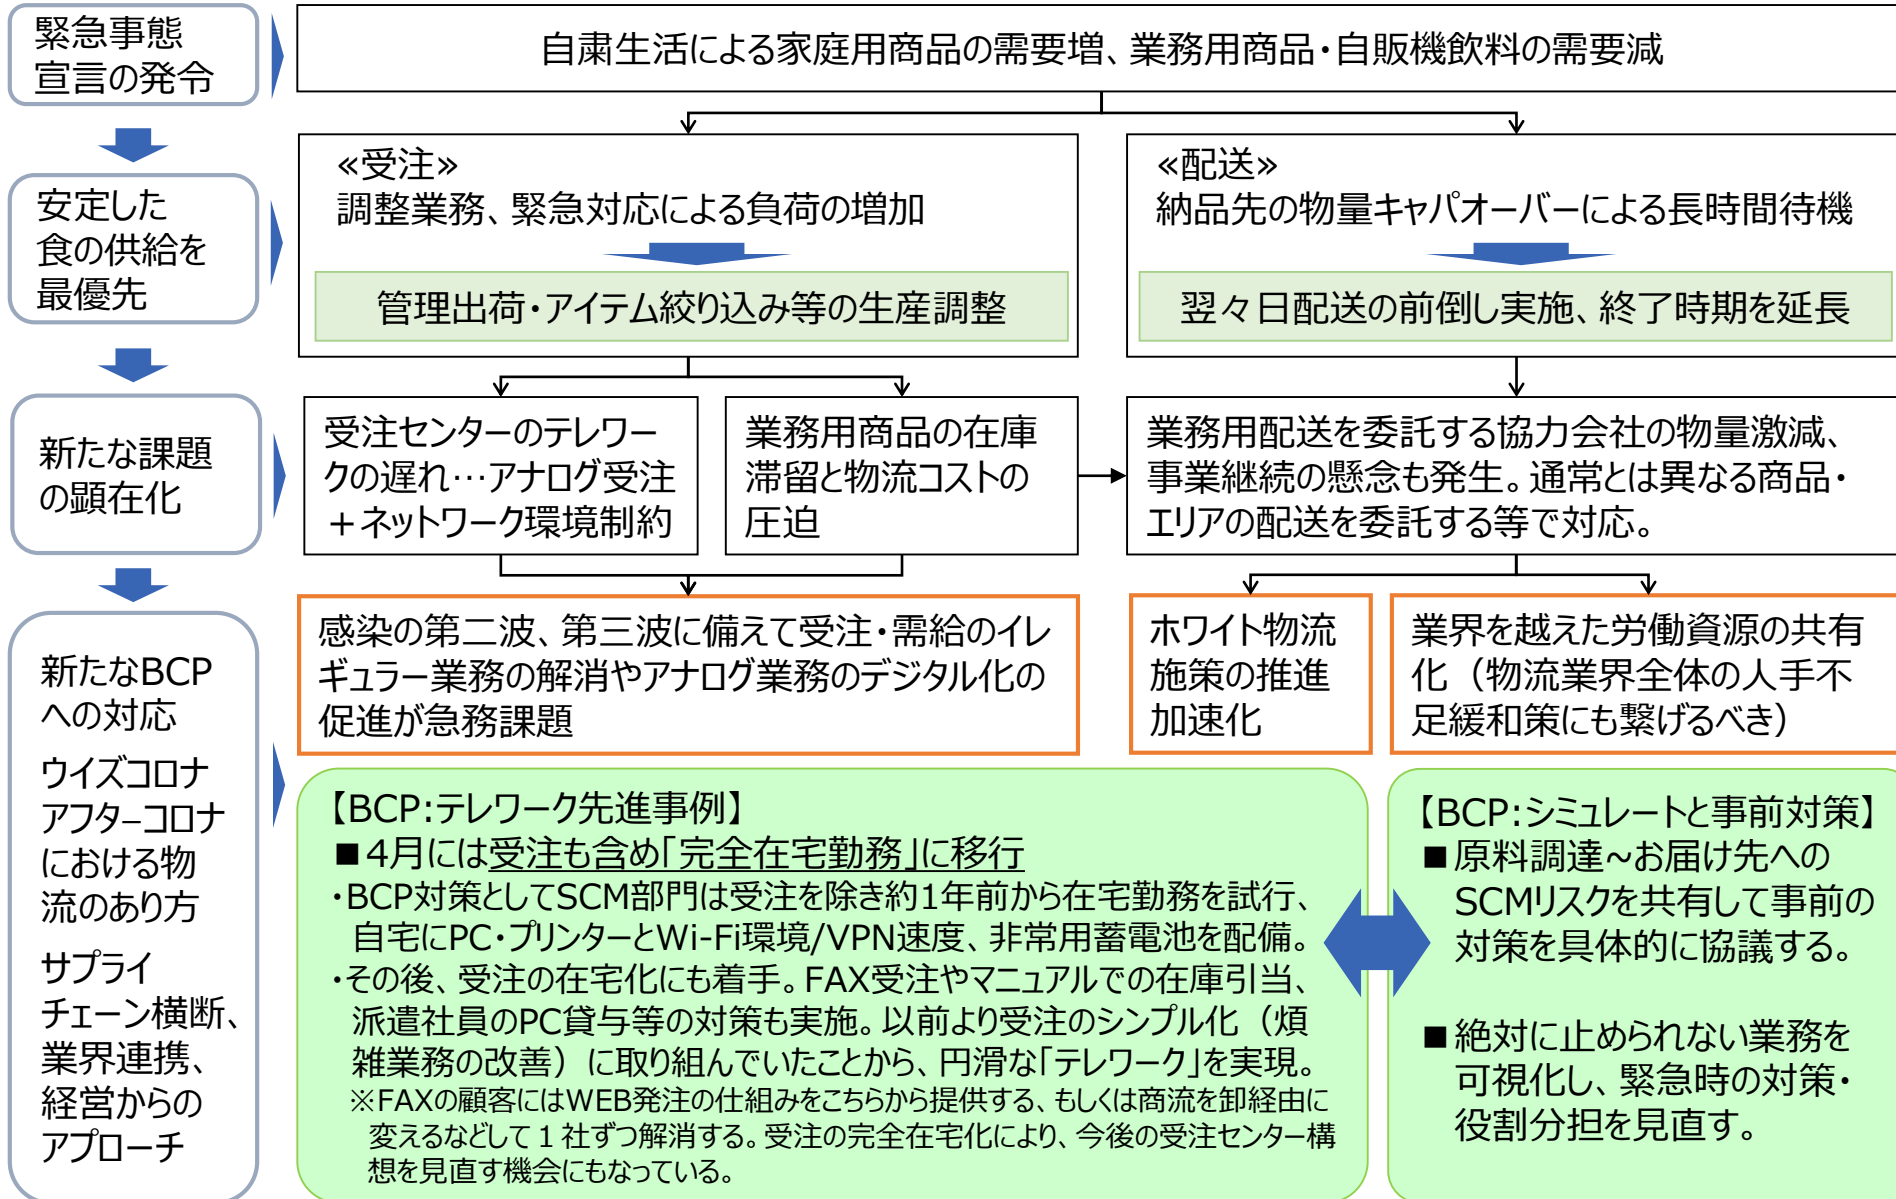 緊急事態
宣言の発令
自粛生活による家庭用商品の需要増、業務用商品・自販機飲料の需要減
安定した
食の供給を
最優先
≪受注≫
調整業務、緊急対応による負荷の増加
管理出荷・アイテム絞り込み等の生産調整
≪配送≫
納品先の物量キャパオーバーによる長時間待機
翌々日配送の前倒し実施、終了時期を延長
新たな課題
の顕在化
受注センターのテレワー
クの遅れ…アナログ受注
＋ネットワーク環境制約
業務用商品の在庫
滞留と物流コストの
圧迫
業務用配送を委託する協力会社の物量激減、
事業継続の懸念も発生。通常とは異なる商品・
エリアの配送を委託する等で対応。
新たなBCP
への対応
ウイズコロナ
アフターコロナ
における物
流のあり方
サプライ
チェーン横断、
業界連携、
経営からの
アプローチ
感染の第二波、第三波に備えて受注・需給のイレ
ギュラー業務の解消やアナログ業務のデジタル化の
促進が急務課題
ホワイト物流
施策の推進
加速化
業界を越えた労働資源の共有
化（物流業界全体の人手不
足緩和策にも繋げるべき）
【BCP:テレワーク先進事例】
■4月には受注も含め「完全在宅勤務」に移行
・BCP対策としてSCM部門は受注を除き約1年前から在宅勤務を試行、
自宅にPC・プリンターとWi-Fi環境/VPN速度、非常用蓄電池を配備。
・その後、受注の在宅化にも着手。FAX受注やマニュアルでの在庫引当、
派遣社員のPC貸与等の対策も実施。以前より受注のシンプル化（煩
雑業務の改善）に取り組んでいたことから、円滑な「テレワーク」を実現。
※FAXの顧客にはWEB発注の仕組みをこちらから提供する、もしくは商流を卸経由に
変えるなどして１社ずつ解消する。受注の完全在宅化により、今後の受注センター構
想を見直す機会にもなっている。
【BCP:シミュレートと事前対策】
■原料調達~お届け先への
SCMリスクを共有して事前の
対策を具体的に協議する。
■絶対に止められない業務を
可視化し、緊急時の対策・
役割分担を見直す。